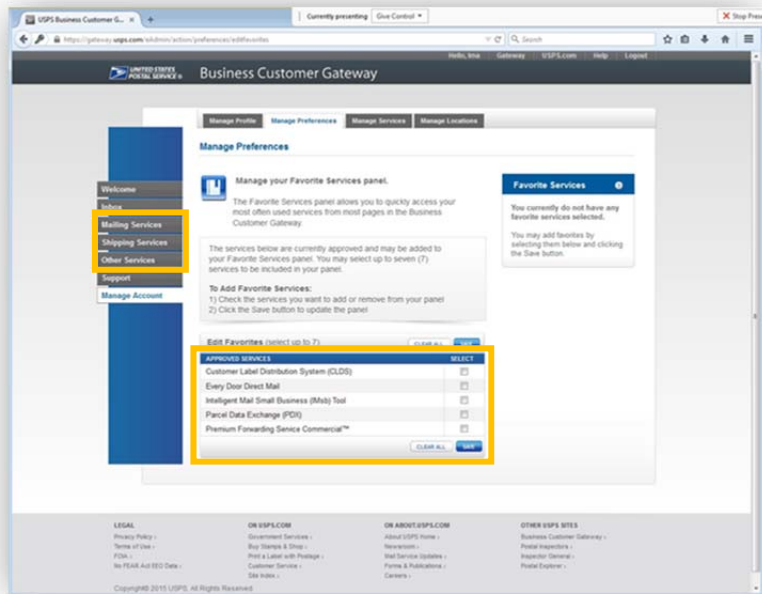 USPS Business Customer G...
Currently presenting
Give Control
Stop Pres
https://gateway.usps.com/eAdmin/action/preferences/editfavorites
Search
Hello, Ima
Gateway
USPS.com
Help
Logout
UNITED STATES
POSTAL SERVICE ®
Business Customer Gateway
Manage Profile
Manage Preferences
Manage Services
Manage Locations
Manage Preferences
Welcome
Inbox
Mailing Services
Shipping Services
Other Services
Support
Manage Account
Manage your Favorite Services panel.
The Favorite Services panel allows you to quickly access your
most often used services from most pages in the Business
Customer Gateway.
The services below are currently approved and may be added to
your Favorite Services panel. You may select up to seven (7)
services to be included in your panel.
To Add Favorite Services:
1) Check the services you want to add or remove from your panel
2) Click the Save button to update the panel
Favorite Services
You currently do not have any
favorite services selected.
You may add favorites by
selecting them below and clicking
the Save button.
Edit Favorites (select up to 7)
CLEAR ALL
SAVE
APPROVED SERVICES
SELECT
Customer Label Distribution System (CLDS)
Every Door Direct Mail
Intelligent Mail Small Business (IMsb) Tool
Parcel Data Exchange (PDX)
Premium Forwarding Service Commercial™
CLEAR ALL
SAVE
LEGAL
Privacy Policy ›
Terms of Use ›
FOIA ›
No FEAR Act EEO Data ›
ON USPS.COM
Government Services ›
Buy Stamps & Shop ›
Print a Label with Postage ›
Customer Service ›
Site Index ›
ON ABOUT.USPS.COM
About USPS Home ›
Newsroom ›
Mail Service Updates ›
Forms & Publications ›
Careers ›
OTHER USPS SITES
Business Customer Gateway ›
Postal Inspectors ›
Inspector General ›
Postal Explorer ›
Copyright© 2015 USPS. All Rights Reserved.